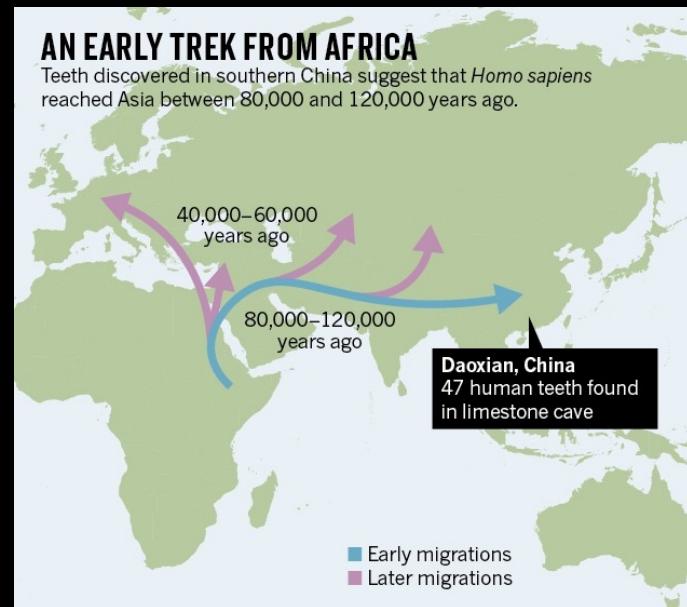 AN EARLY TREK FROM AFRICA
Teeth discovered in southern China suggest that Homo sapiens
reached Asia between 80,000 and 120,000 years ago.
40,000–60,000
years ago
80,000–120,000
years ago
Daoxian, China
47 human teeth found
in limestone cave
Early migrations
Later migrations